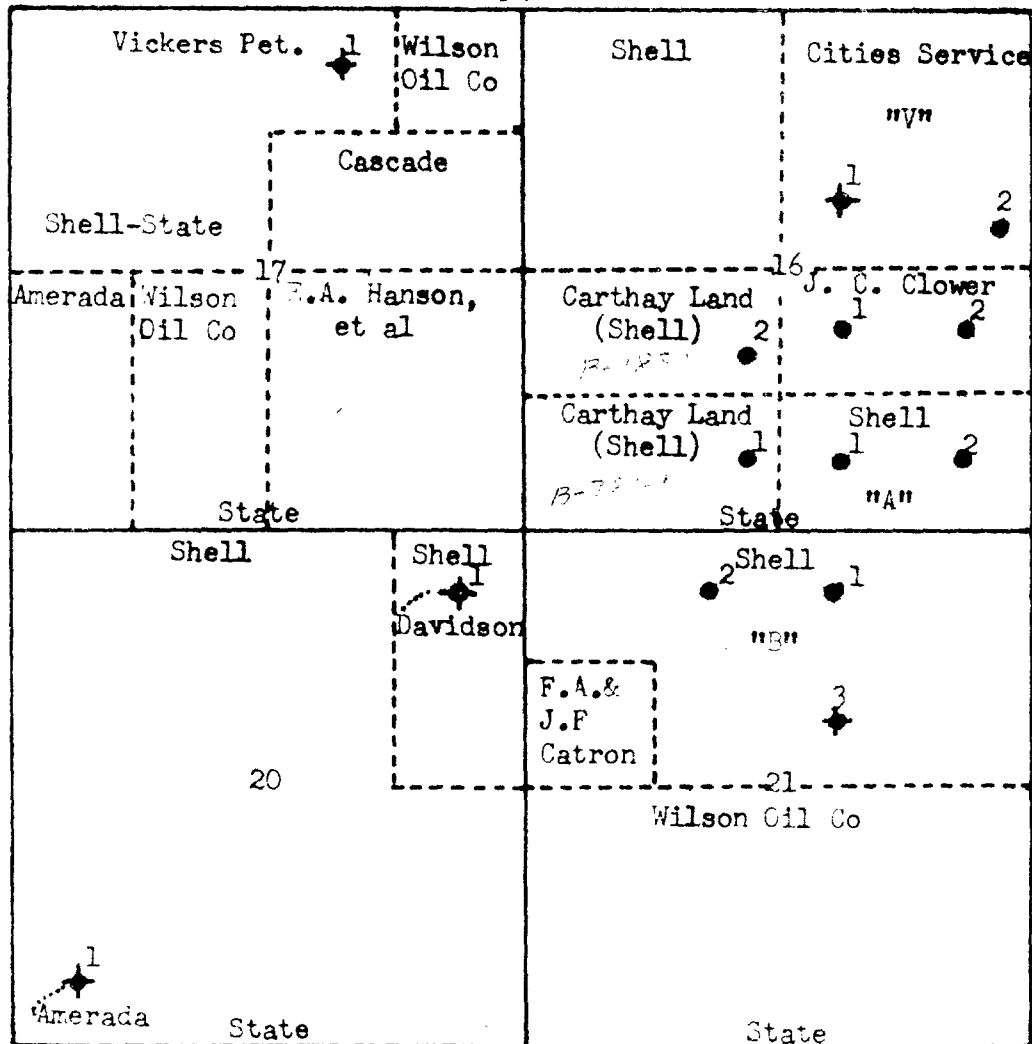 Vickers Pet. 1
Wilson
Oil Co
Cascade
Shell-State
17
Amerada
Wilson
Oil Co
E.A. Hanson,
et al
State
Shell
Cities Service
"V"
1
2
16
Carthay Land
(Shell)
2
J. C. Clower
1 2
Carthay Land
(Shell)
1
Shell
1 2
"A"
State
Shell
Shell
1
Davidson
20
1
Amerada
State
Shell
2 1
"B"
F.A.&
J.F
Catron
3
21
Wilson Oil Co
State